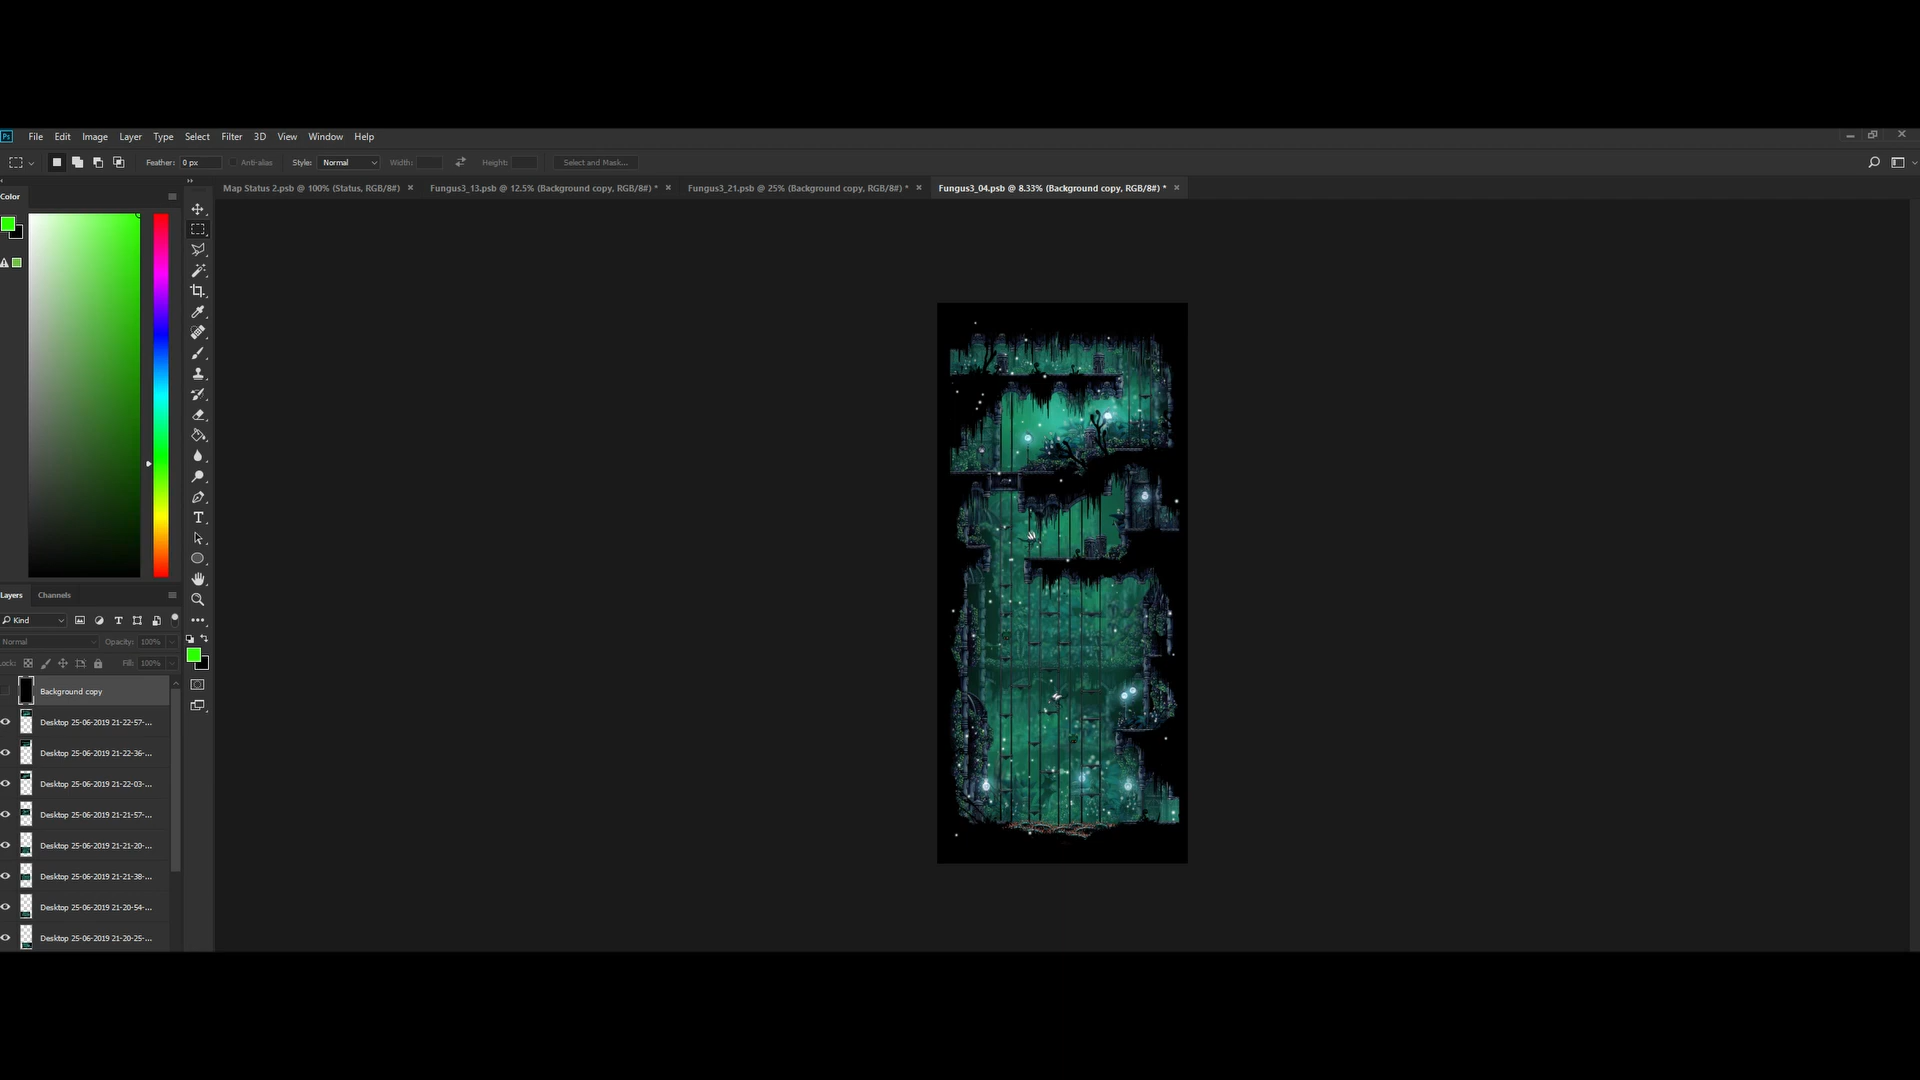 Ps File Edit Image Layer Type Select Filter 3D View Window Help
Feather: 0 px Anti-alias Style: Normal Width: Height: Select and Mask...
Map Status 2.psb @ 100% (Status, RGB/8#) × Fungus3_13.psb @ 12.5% (Background copy, RGB/8#) * × Fungus3_21.psb @ 25% (Background copy, RGB/8#) * × Fungus3_04.psb @ 8.33% (Background copy, RGB/8#) * ×
Color
Layers Channels
Kind
Normal Opacity: 100%
Lock: Fill: 100%
Background copy
Desktop 25-06-2019 21-22-57-...
Desktop 25-06-2019 21-22-36-...
Desktop 25-06-2019 21-22-03-...
Desktop 25-06-2019 21-21-57-...
Desktop 25-06-2019 21-21-20-...
Desktop 25-06-2019 21-21-38-...
Desktop 25-06-2019 21-20-54-...
Desktop 25-06-2019 21-20-25-...